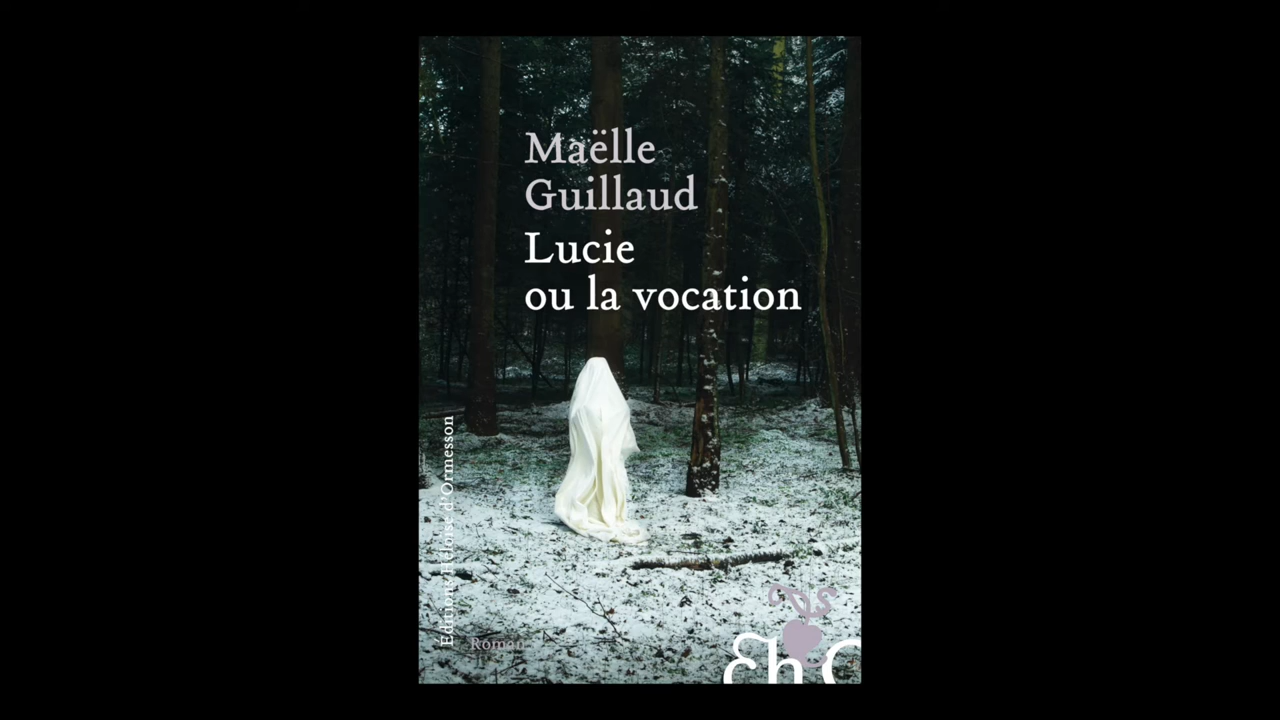 Maëlle
Guillaud
Lucie
ou la vocation
Éditions Héloïse d'Ormesson
Roman